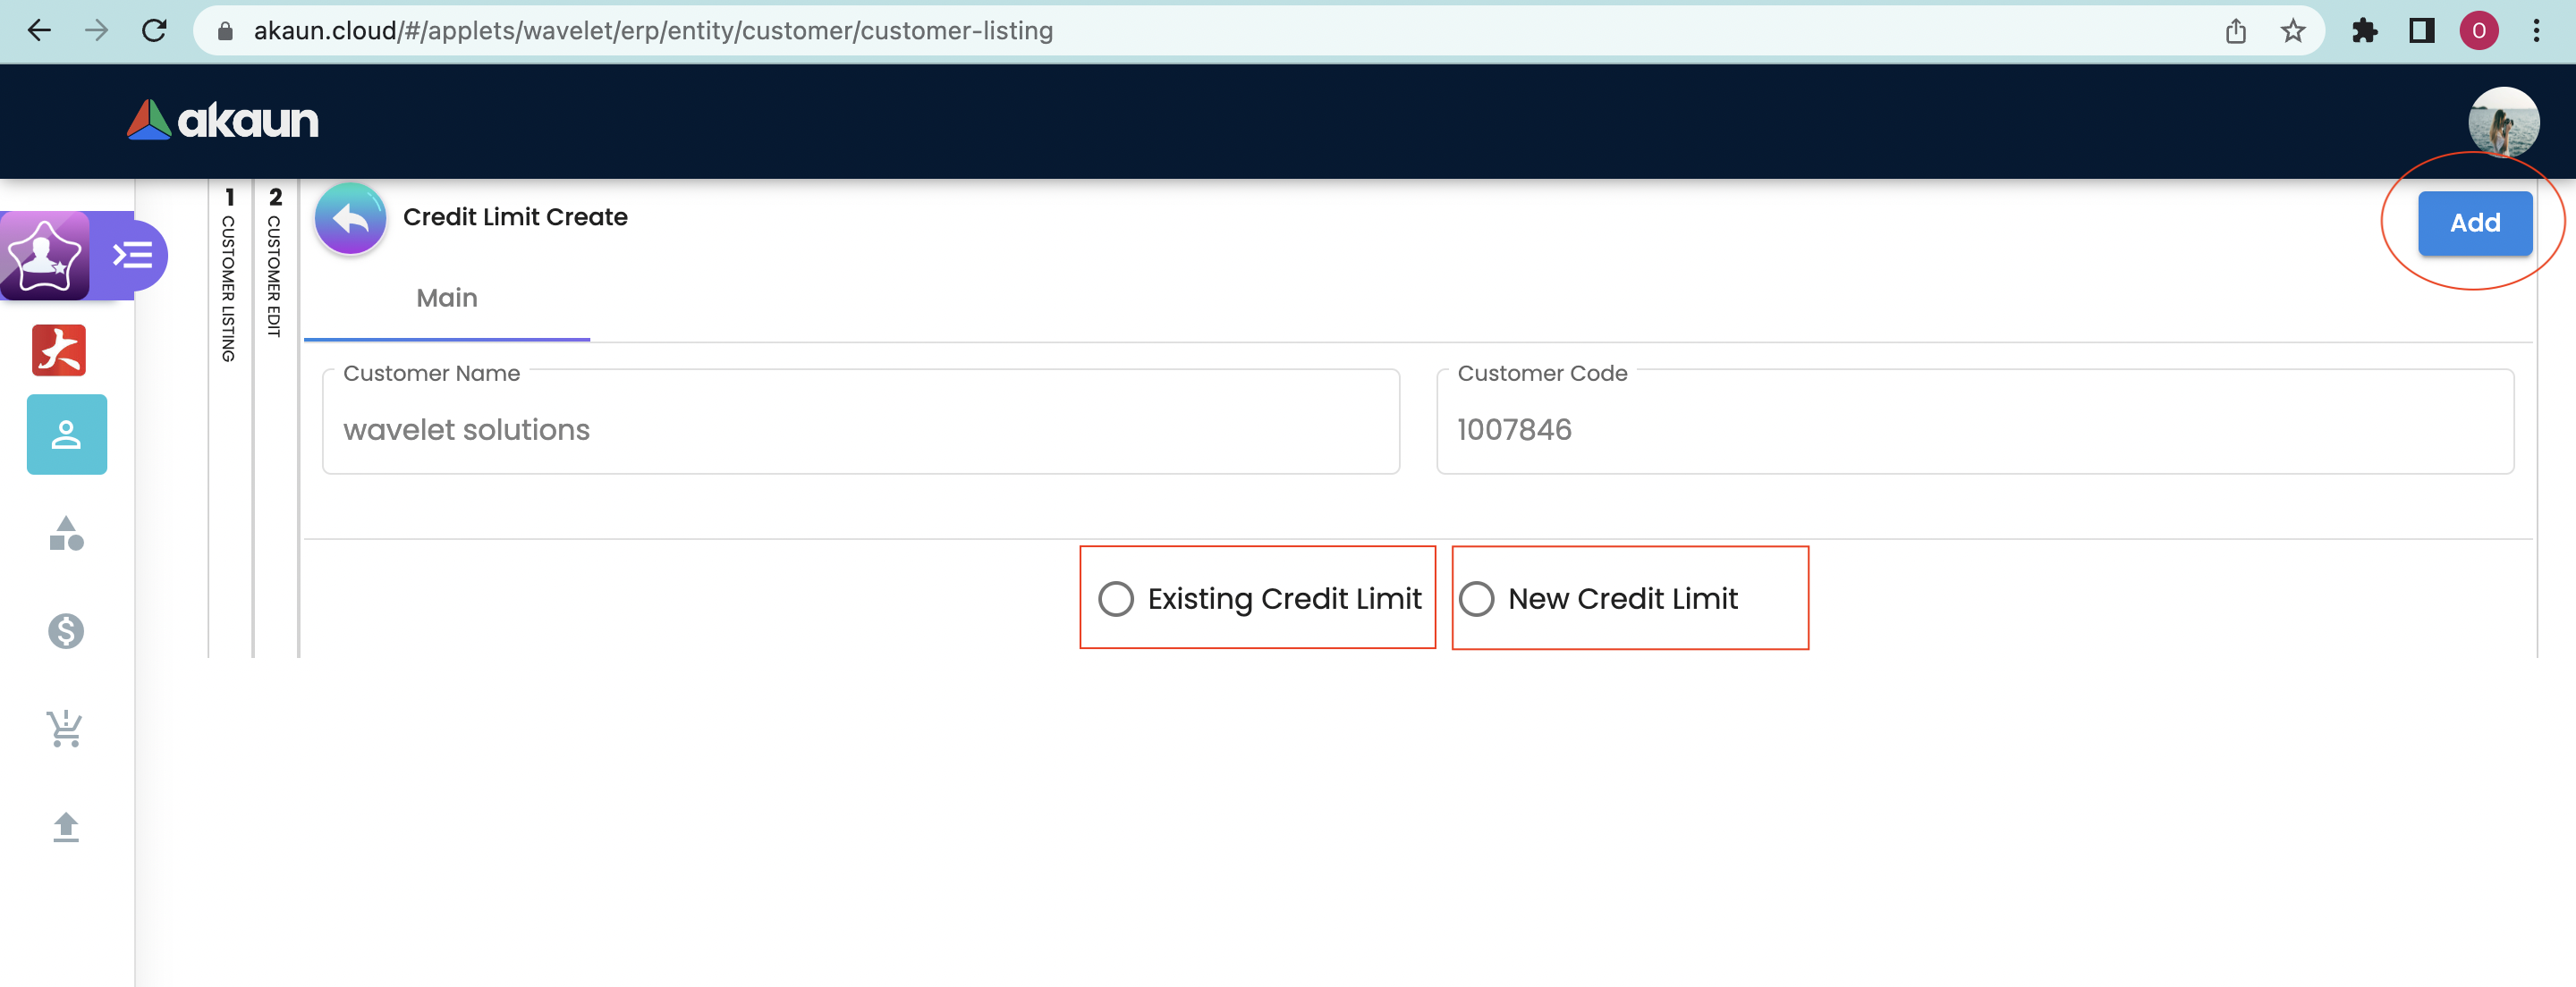 akaun.cloud/#/applets/wavelet/erp/entity/customer/customer-listing
O
akaun
1
CUSTOMER LISTING
2
CUSTOMER EDIT
Credit Limit Create
Add
Main
Customer Name
wavelet solutions
Customer Code
1007846
Existing Credit Limit
New Credit Limit